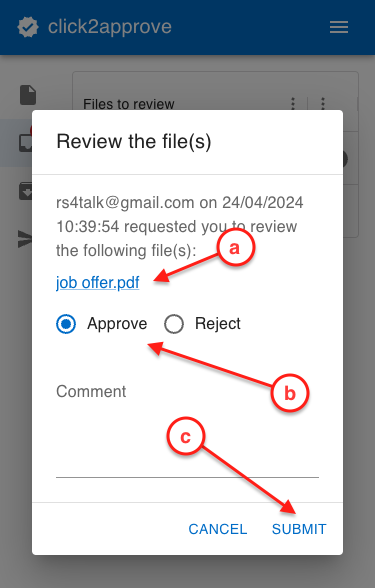 click2approve
Files to review
Review the file(s)
rs4talk@gmail.com on 24/04/2024
10:39:54 requested you to review
the following file(s):
a
job offer.pdf
Approve
Reject
b
Comment
c
CANCEL
SUBMIT